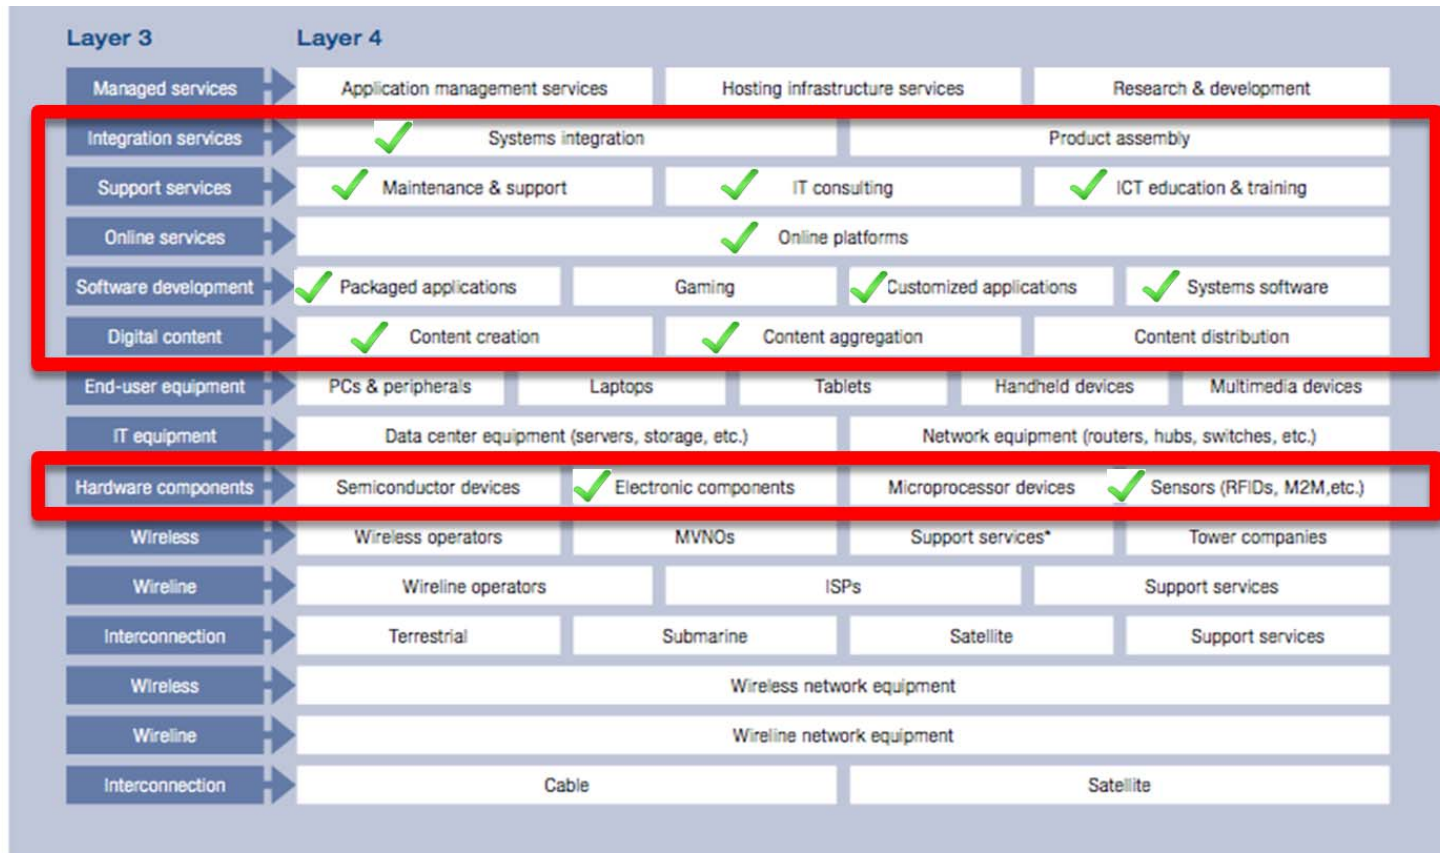 Layer 3 Layer 4
Managed services Application management services Hosting infrastructure services Research & development
Integration services Systems integration Product assembly
Support services Maintenance & support IT consulting ICT education & training
Online services Online platforms
Software development Packaged applications Gaming Customized applications Systems software
Digital content Content creation Content aggregation Content distribution
End-user equipment PCs & peripherals Laptops Tablets Handheld devices Multimedia devices
IT equipment Data center equipment (servers, storage, etc.) Network equipment (routers, hubs, switches, etc.)
Hardware components Semiconductor devices Electronic components Microprocessor devices Sensors (RFIDs, M2M,etc.)
Wireless Wireless operators MVNOs Support services* Tower companies
Wireline Wireline operators ISPs Support services
Interconnection Terrestrial Submarine Satellite Support services
Wireless Wireless network equipment
Wireline Wireline network equipment
Interconnection Cable Satellite